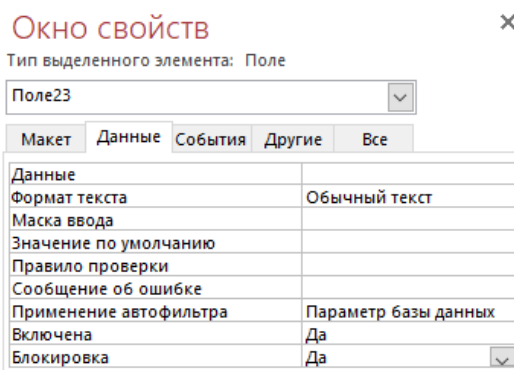 Окно свойств
Тип выделенного элемента: Поле
Поле23
Макет Данные События Другие Все
Данные
Формат текста Обычный текст
Маска ввода
Значение по умолчанию
Правило проверки
Сообщение об ошибке
Применение автофильтра Параметр базы данных
Включена Да
Блокировка Да